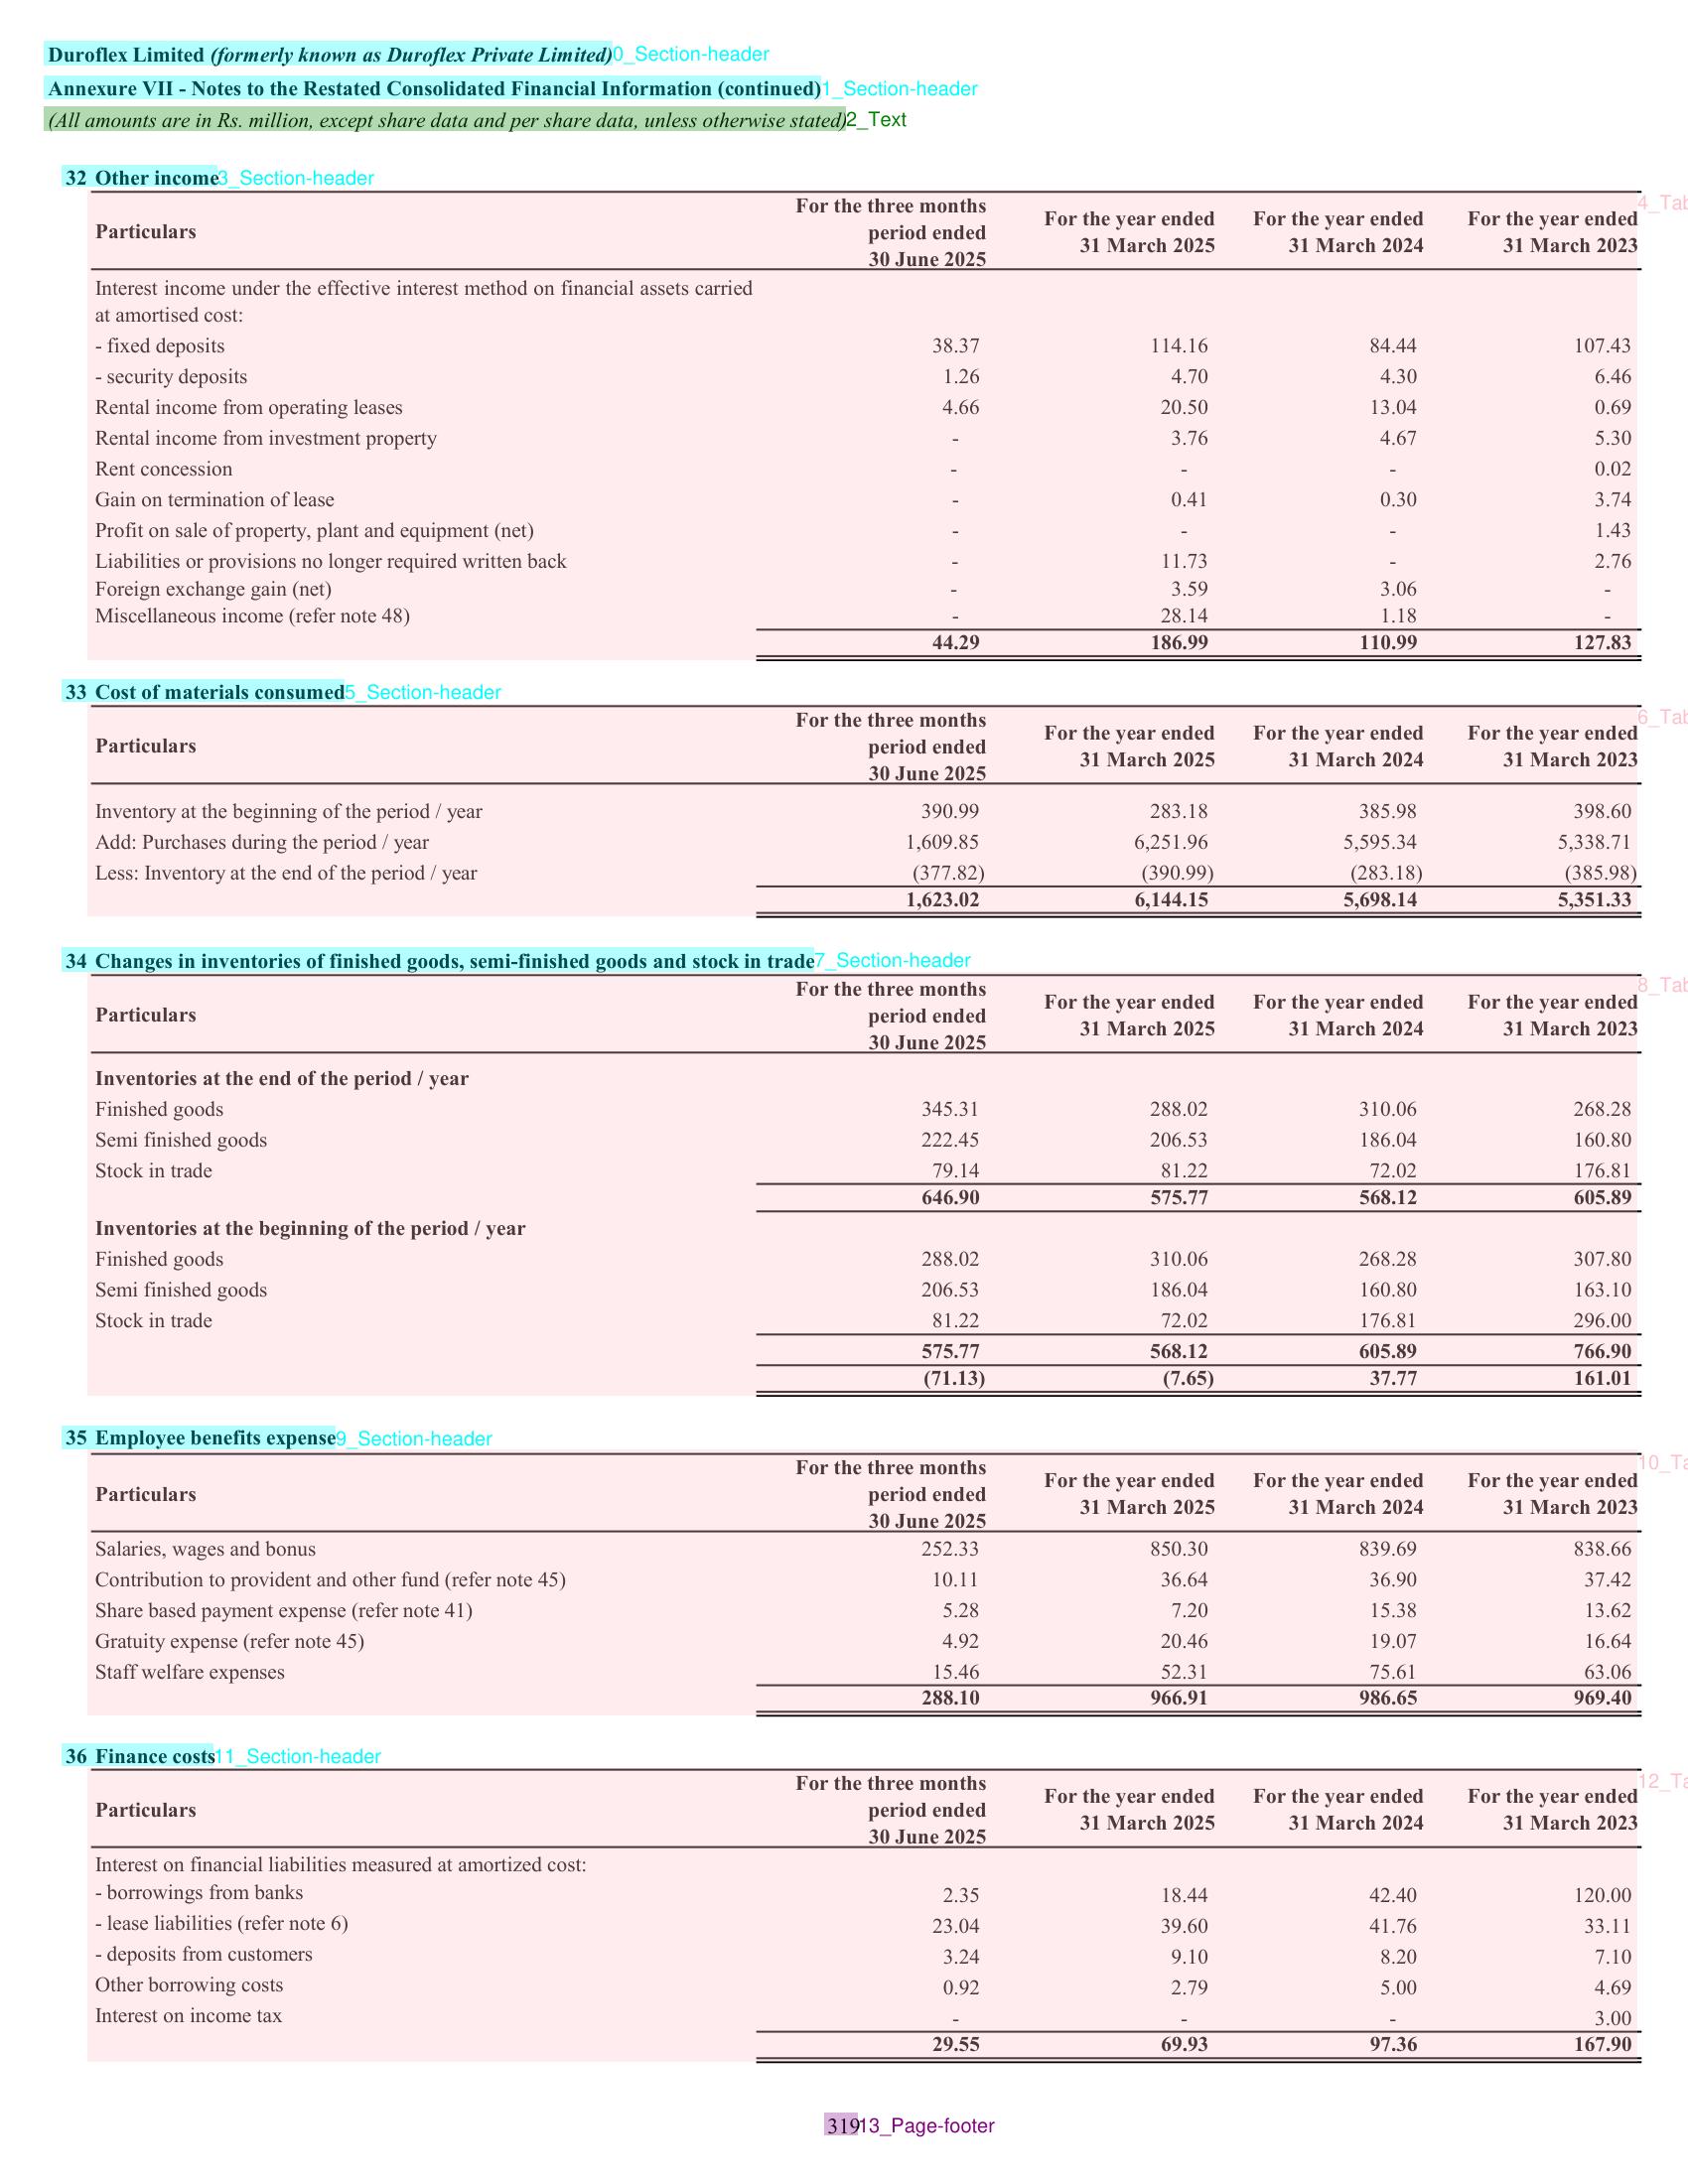 Duroflex Limited (formerly known as Duroflex Private Limited)0_Section-header
Annexure VII - Notes to the Restated Consolidated Financial Information (continued)1_Section-header
(All amounts are in Rs. million, except share data and per share data, unless otherwise stated)2_Text
32 Other income3_Section-header
4_Tab
Particulars For the three months period ended 30 June 2025 For the year ended 31 March 2025 For the year ended 31 March 2024 For the year ended 31 March 2023
Interest income under the effective interest method on financial assets carried
at amortised cost:
- fixed deposits 38.37 114.16 84.44 107.43
- security deposits 1.26 4.70 4.30 6.46
Rental income from operating leases 4.66 20.50 13.04 0.69
Rental income from investment property - 3.76 4.67 5.30
Rent concession - - - 0.02
Gain on termination of lease - 0.41 0.30 3.74
Profit on sale of property, plant and equipment (net) - - - 1.43
Liabilities or provisions no longer required written back - 11.73 - 2.76
Foreign exchange gain (net) - 3.59 3.06 -
Miscellaneous income (refer note 48) - 28.14 1.18 -
44.29 186.99 110.99 127.83
33 Cost of materials consumed5_Section-header
6_Tab
Particulars For the three months period ended 30 June 2025 For the year ended 31 March 2025 For the year ended 31 March 2024 For the year ended 31 March 2023
Inventory at the beginning of the period / year 390.99 283.18 385.98 398.60
Add: Purchases during the period / year 1,609.85 6,251.96 5,595.34 5,338.71
Less: Inventory at the end of the period / year (377.82) (390.99) (283.18) (385.98)
1,623.02 6,144.15 5,698.14 5,351.33
34 Changes in inventories of finished goods, semi-finished goods and stock in trade7_Section-header
8_Tab
Particulars For the three months period ended 30 June 2025 For the year ended 31 March 2025 For the year ended 31 March 2024 For the year ended 31 March 2023
Inventories at the end of the period / year
Finished goods 345.31 288.02 310.06 268.28
Semi finished goods 222.45 206.53 186.04 160.80
Stock in trade 79.14 81.22 72.02 176.81
646.90 575.77 568.12 605.89
Inventories at the beginning of the period / year
Finished goods 288.02 310.06 268.28 307.80
Semi finished goods 206.53 186.04 160.80 163.10
Stock in trade 81.22 72.02 176.81 296.00
575.77 568.12 605.89 766.90
(71.13) (7.65) 37.77 161.01
35 Employee benefits expense9_Section-header
10_Ta
Particulars For the three months period ended 30 June 2025 For the year ended 31 March 2025 For the year ended 31 March 2024 For the year ended 31 March 2023
Salaries, wages and bonus 252.33 850.30 839.69 838.66
Contribution to provident and other fund (refer note 45) 10.11 36.64 36.90 37.42
Share based payment expense (refer note 41) 5.28 7.20 15.38 13.62
Gratuity expense (refer note 45) 4.92 20.46 19.07 16.64
Staff welfare expenses 15.46 52.31 75.61 63.06
288.10 966.91 986.65 969.40
36 Finance costs11_Section-header
12_Ta
Particulars For the three months period ended 30 June 2025 For the year ended 31 March 2025 For the year ended 31 March 2024 For the year ended 31 March 2023
Interest on financial liabilities measured at amortized cost:
- borrowings from banks 2.35 18.44 42.40 120.00
- lease liabilities (refer note 6) 23.04 39.60 41.76 33.11
- deposits from customers 3.24 9.10 8.20 7.10
Other borrowing costs 0.92 2.79 5.00 4.69
Interest on income tax - - - 3.00
29.55 69.93 97.36 167.90
31913_Page-footer